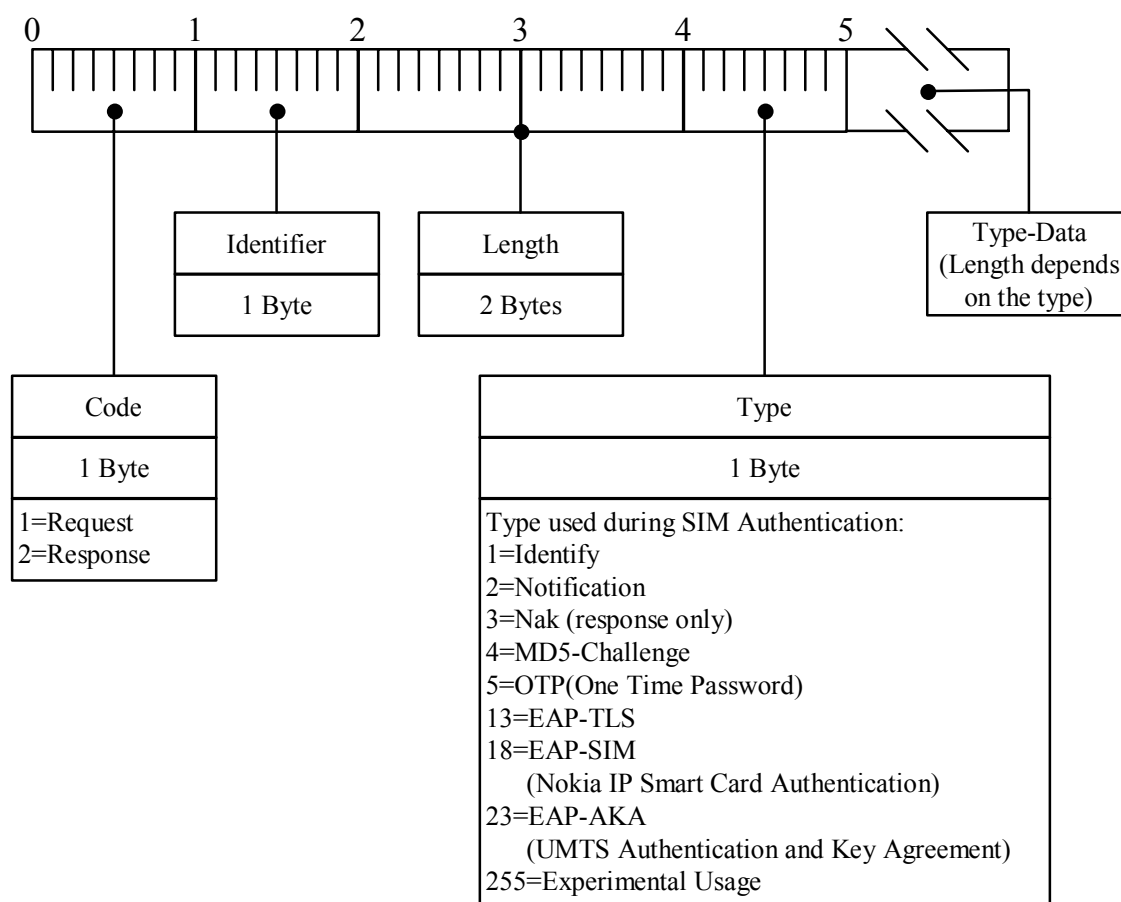 0 1 2 3 4 5
Identifier
1 Byte
Length
2 Bytes
Type-Data
(Length depends
on the type)
Code
1 Byte
1=Request
2=Response
Type
1 Byte
Type used during SIM Authentication:
1=Identify
2=Notification
3=Nak (response only)
4=MD5-Challenge
5=OTP(One Time Password)
13=EAP-TLS
18=EAP-SIM
(Nokia IP Smart Card Authentication)
23=EAP-AKA
(UMTS Authentication and Key Agreement)
255=Experimental Usage